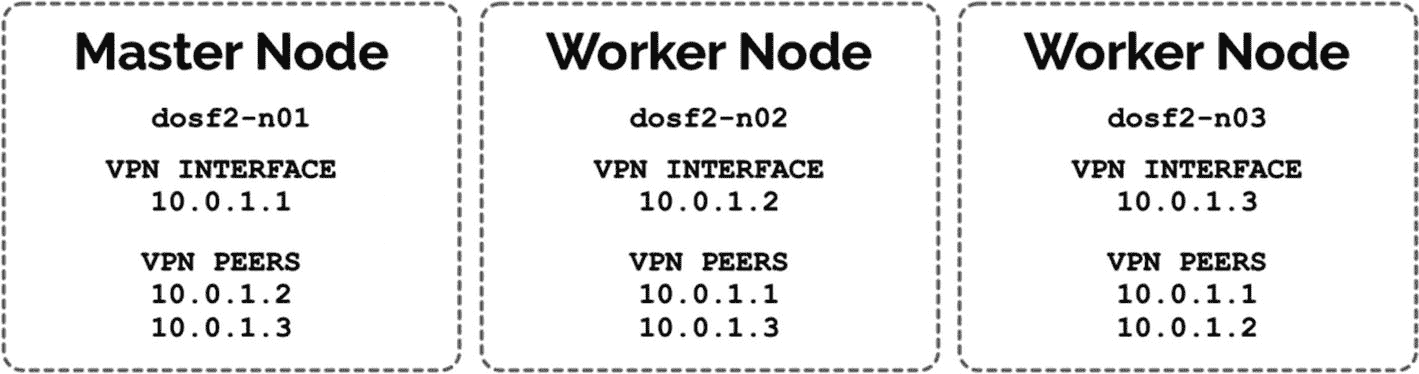 Master Node
dosf2-n01
VPN INTERFACE
10.0.1.1
VPN PEERS
10.0.1.2
10.0.1.3
Worker Node
dosf2-n02
VPN INTERFACE
10.0.1.2
VPN PEERS
10.0.1.1
10.0.1.3
Worker Node
dosf2-n03
VPN INTERFACE
10.0.1.3
VPN PEERS
10.0.1.1
10.0.1.2